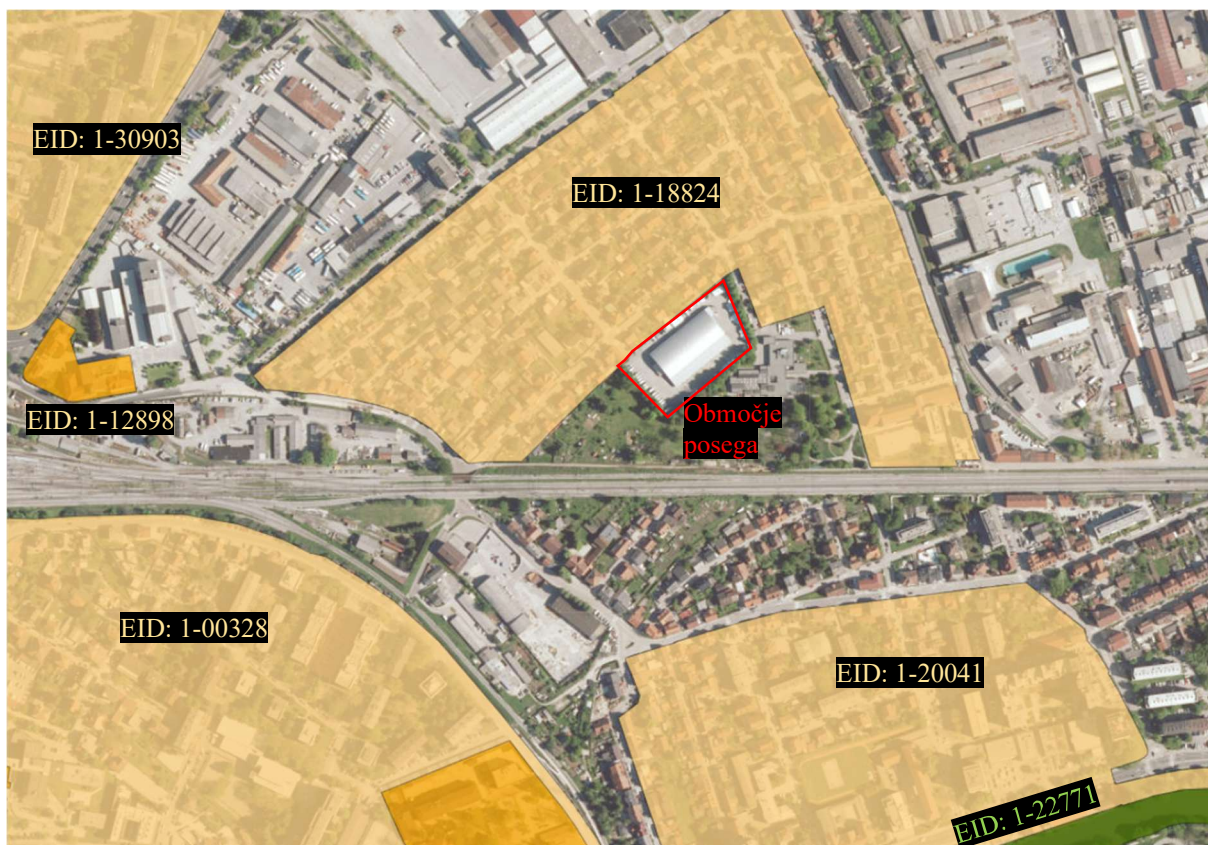 EID: 1-30903
EID: 1-18824
EID: 1-12898
Območje
posega
EID: 1-00328
EID: 1-20041
EID: 1-22771